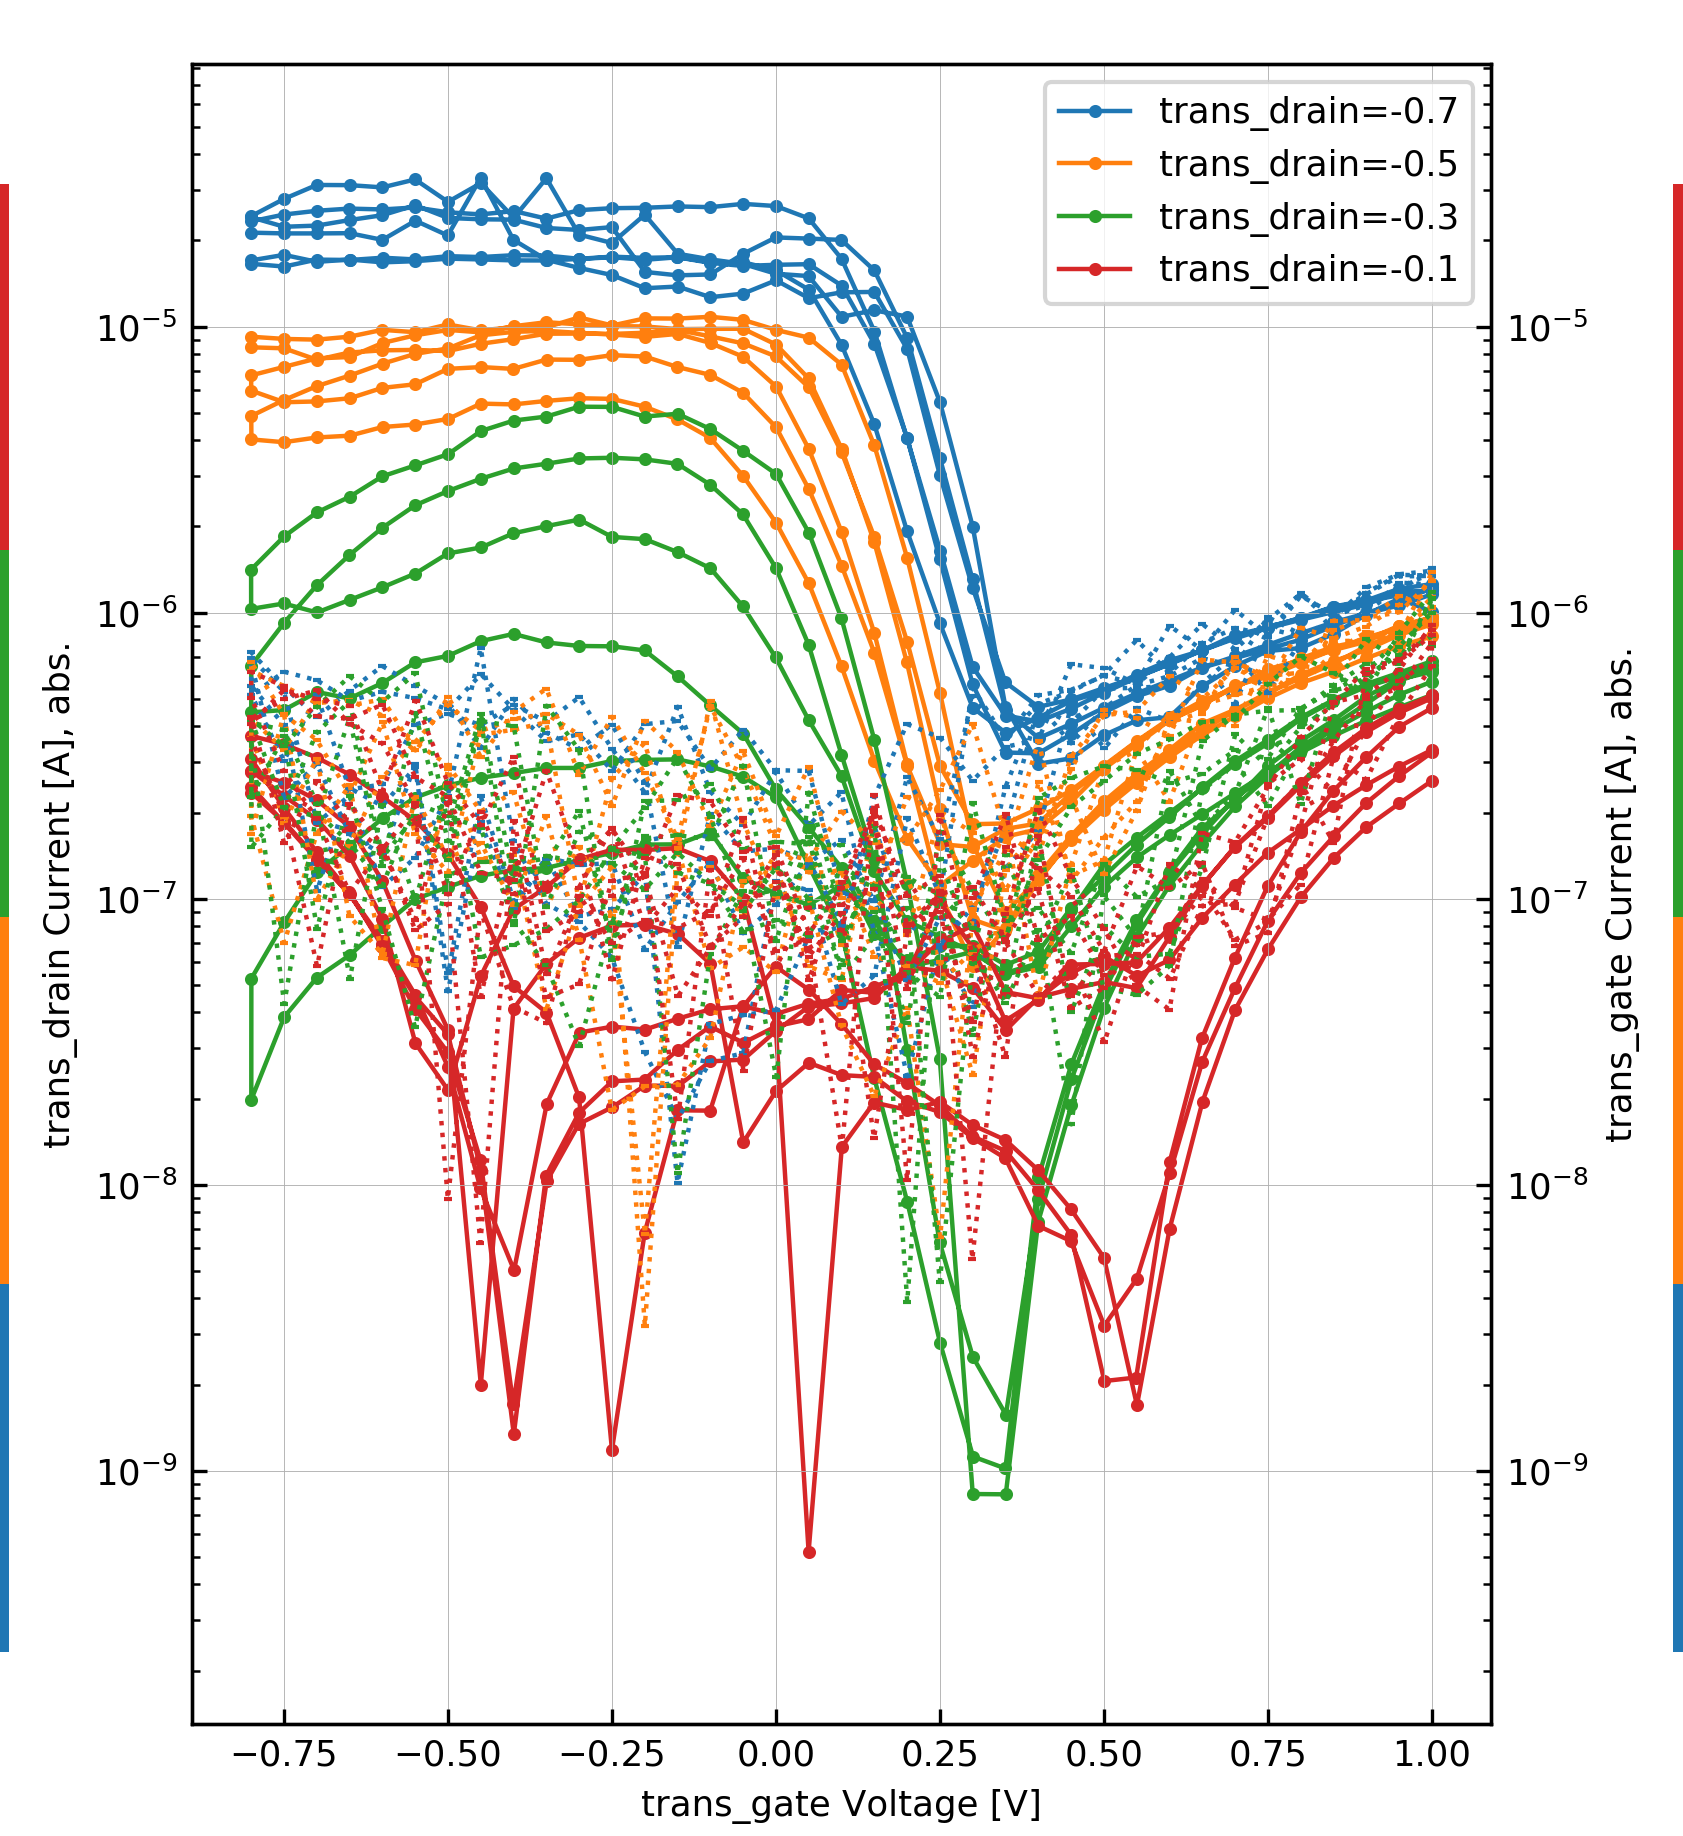 trans_drain=-0.7
trans_drain=-0.5
trans_drain=-0.3
trans_drain=-0.1
10⁻⁵ 10⁻⁵
10⁻⁶ 10⁻⁶
10⁻⁷ 10⁻⁷
10⁻⁸ 10⁻⁸
10⁻⁹ 10⁻⁹
trans_drain Current [A], abs.
trans_gate Current [A], abs.
−0.75 −0.50 −0.25 0.00 0.25 0.50 0.75 1.00
trans_gate Voltage [V]